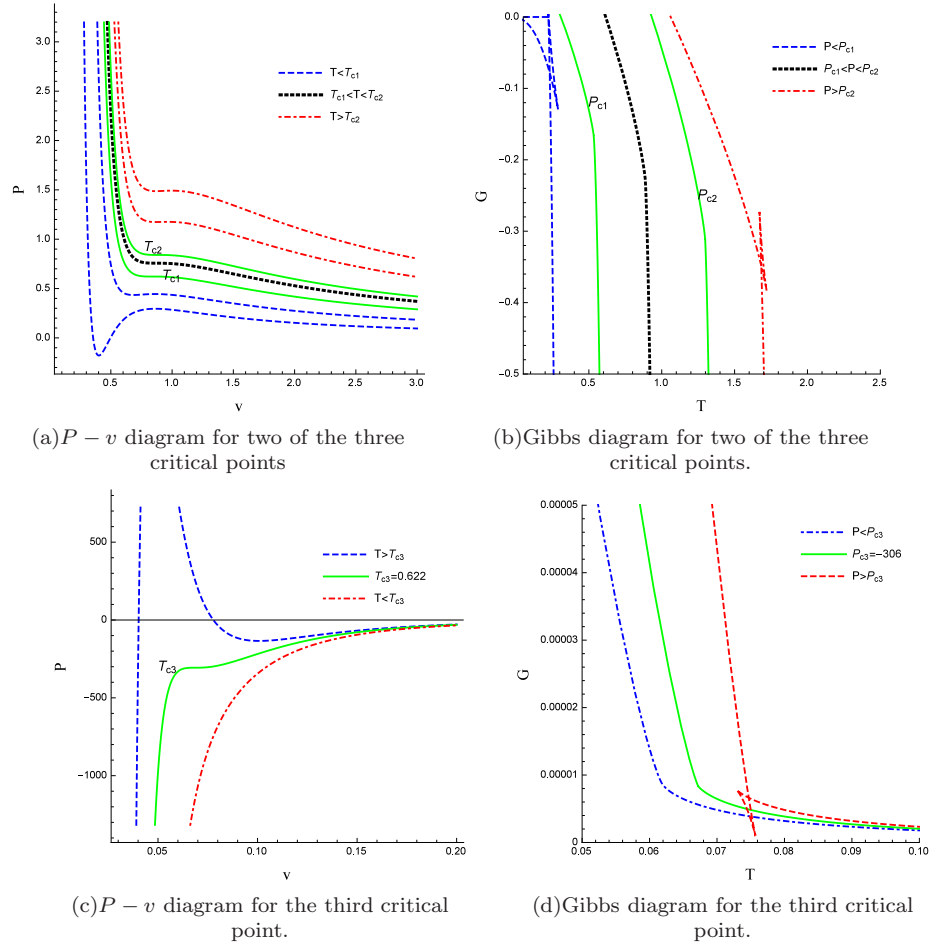 3.0
2.5
2.0
1.5
1.0
0.5
0.0
P
0.5
1.0
1.5
2.0
2.5
3.0
v
T<Tc1
Tc1<T<Tc2
T>Tc2
Tc2
Tc1
(a)P − v diagram for two of the three
critical points
0.0
-0.1
-0.2
-0.3
-0.4
-0.5
G
0.5
1.0
1.5
2.0
2.5
T
P<Pc1
Pc1<P<Pc2
P>Pc2
Pc1
Pc2
(b)Gibbs diagram for two of the three
critical points.
500
0
-500
-1000
P
0.05
0.10
0.15
0.20
v
T>Tc3
Tc3=0.622
T<Tc3
Tc3
(c)P − v diagram for the third critical
point.
0.00005
0.00004
0.00003
0.00002
0.00001
0
G
0.05
0.06
0.07
0.08
0.09
0.10
T
P<Pc3
Pc3=-306
P>Pc3
(d)Gibbs diagram for the third critical
point.